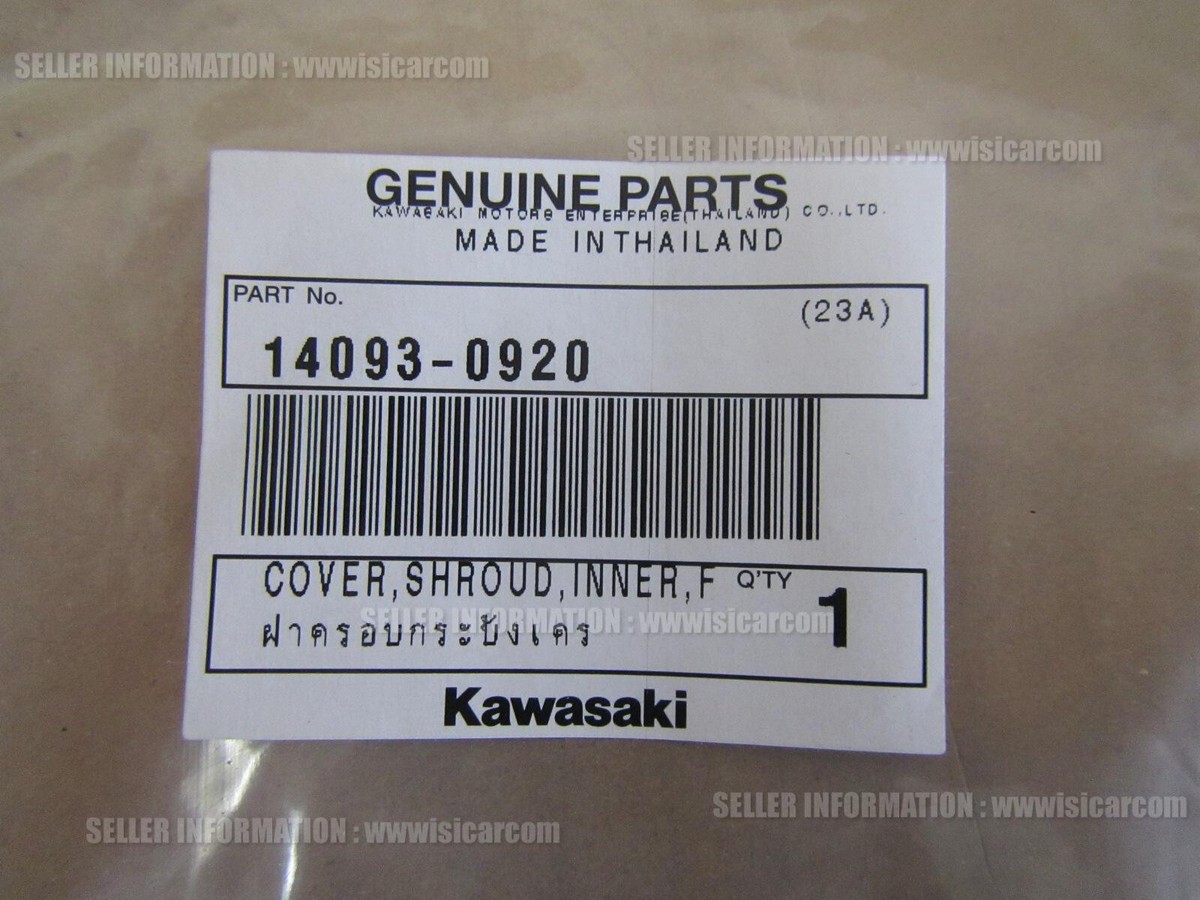 SELLER INFORMATION : wwwisicarcom
SELLER INFORMATION : wwwisicarcom
GENUINE PARTS
KAWASAKI MOTORS ENTERPRISE(THAILAND) CO.,LTD.
MADE IN THAILAND
PART No.
(23A)
14093-0920
COVER,SHROUD,INNER,F
Q'TY
1
SELLER INFORMATION : wwwisicarcom
ฝาครอบกระบังเคร
Kawasaki
SELLER INFORMATION : wwwisicarcom
SELLER INFORMATION : wwwisicarcom